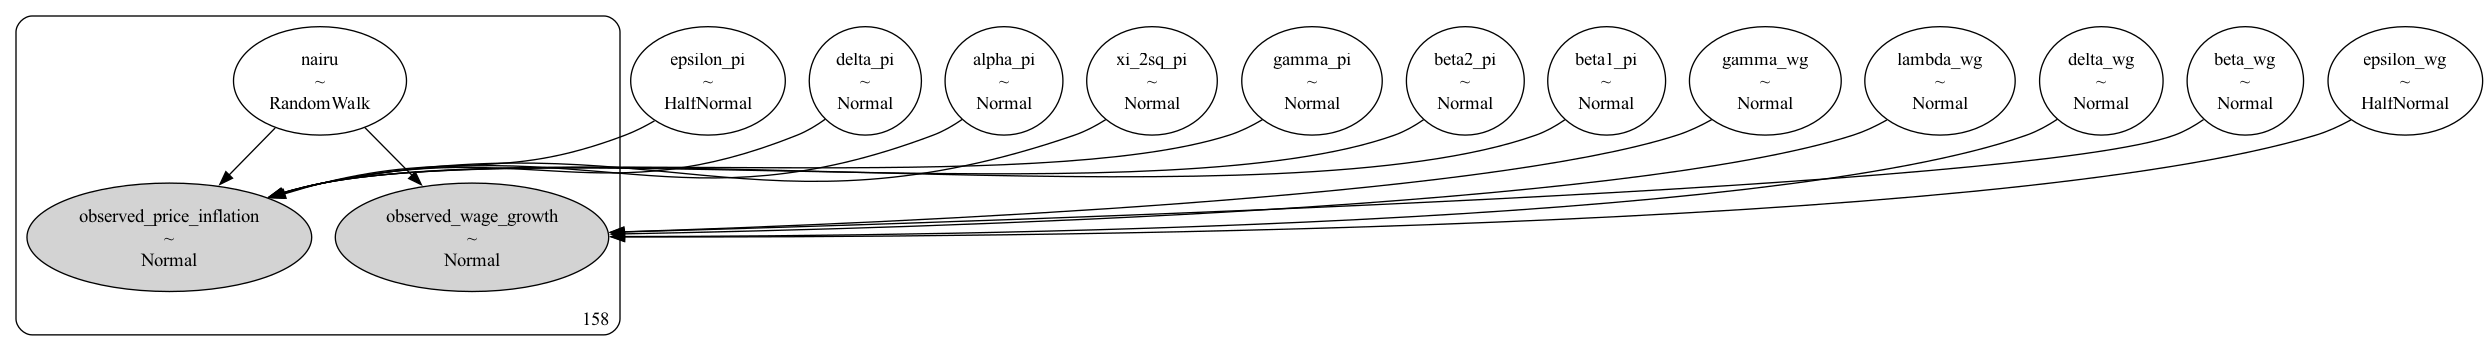 nairu
~
RandomWalk
epsilon_pi
~
HalfNormal
delta_pi
~
Normal
alpha_pi
~
Normal
xi_2sq_pi
~
Normal
gamma_pi
~
Normal
beta2_pi
~
Normal
beta1_pi
~
Normal
gamma_wg
~
Normal
lambda_wg
~
Normal
delta_wg
~
Normal
beta_wg
~
Normal
epsilon_wg
~
HalfNormal
observed_price_inflation
~
Normal
observed_wage_growth
~
Normal
158